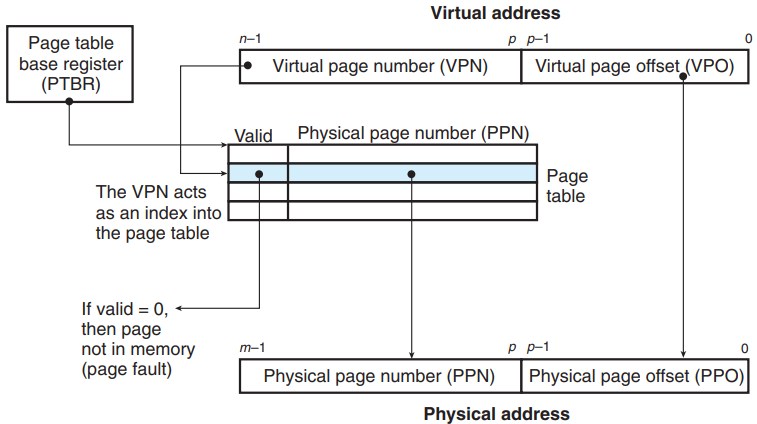 Virtual address
n–1
p
p–1
0
Page table
base register
(PTBR)
Virtual page number (VPN)
Virtual page offset (VPO)
Valid
Physical page number (PPN)
Page
table
The VPN acts
as an index into
the page table
If valid = 0,
then page
not in memory
(page fault)
m–1
p
p–1
0
Physical page number (PPN)
Physical page offset (PPO)
Physical address